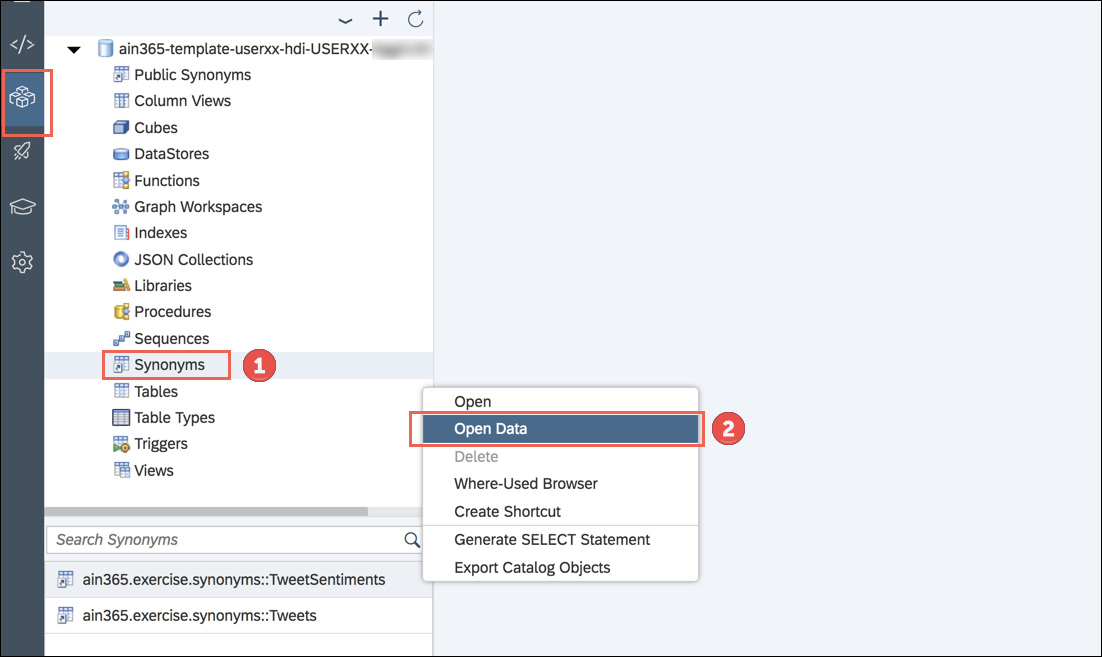 </>
ain365-template-userxx-hdi-USERXX-
Public Synonyms
Column Views
Cubes
DataStores
Functions
Graph Workspaces
Indexes
JSON Collections
Libraries
Procedures
Sequences
Synonyms
1
Tables
Table Types
Triggers
Views
Open
Open Data
2
Delete
Where-Used Browser
Create Shortcut
Generate SELECT Statement
Export Catalog Objects
Search Synonyms
ain365.exercise.synonyms::TweetSentiments
ain365.exercise.synonyms::Tweets